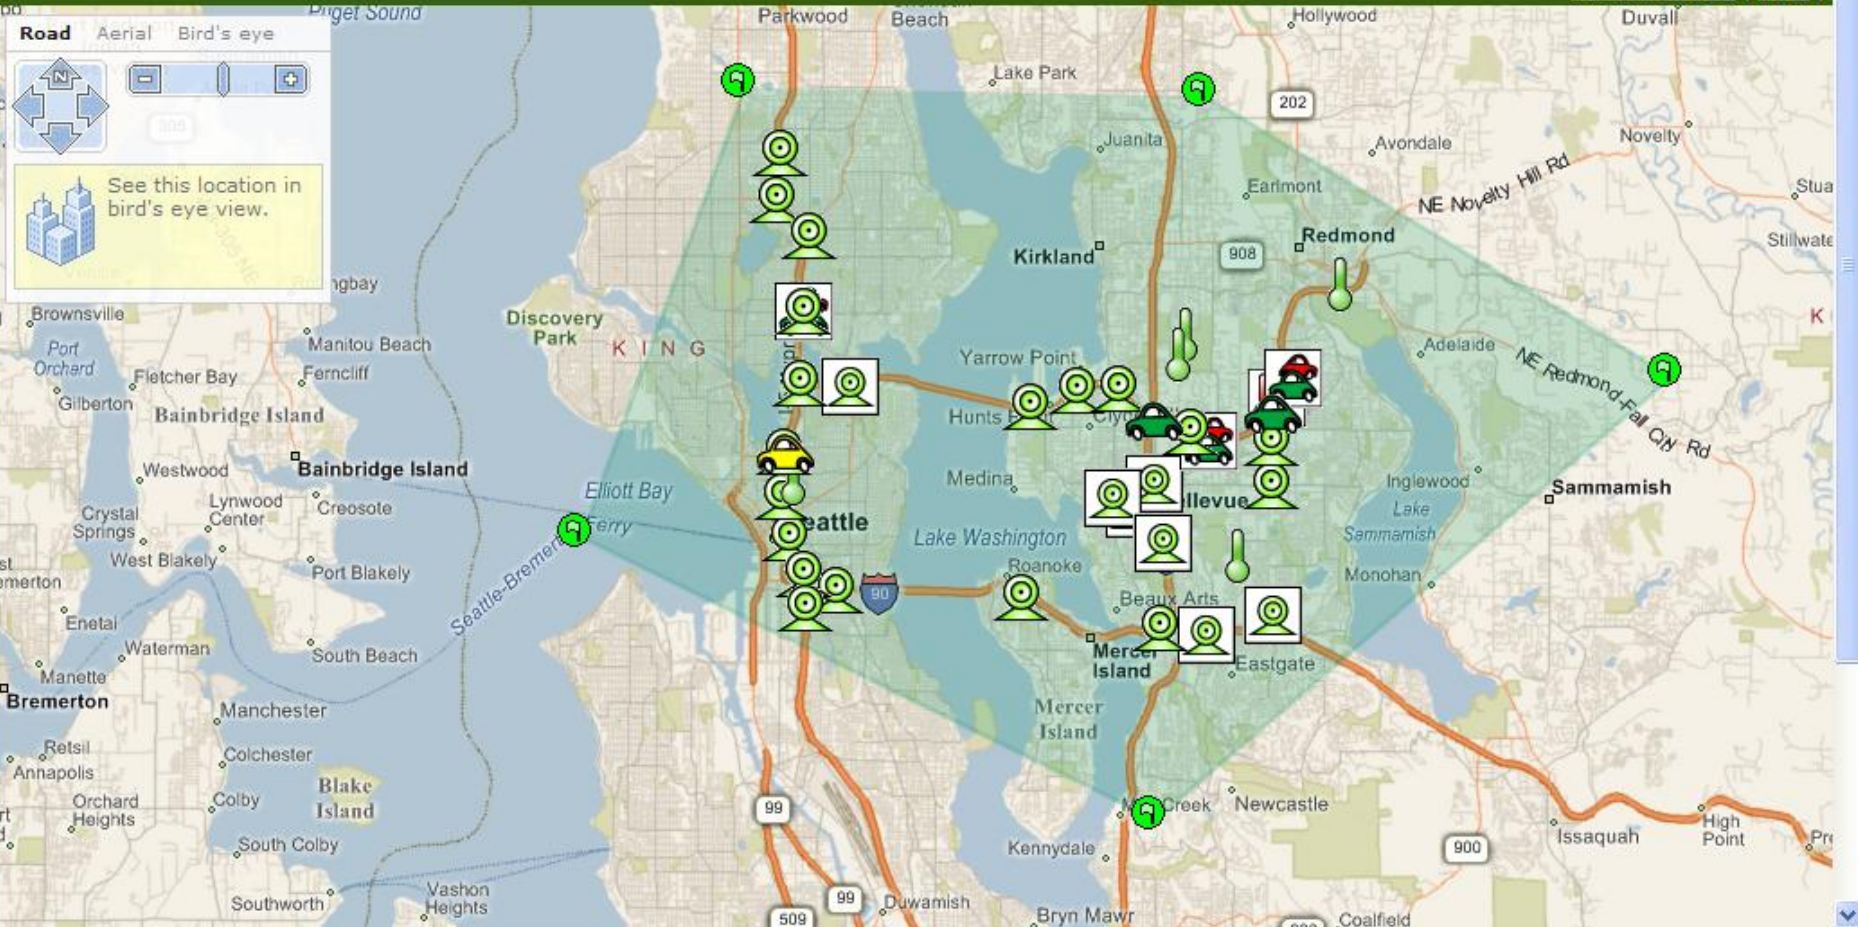 Puget Sound
Parkwood
Beach
Hollywood
Duvall
Road Aerial Bird's eye
N
Lake Park
202
305
Juanita
Avondale
Novelty
See this location in
bird's eye view.
Earlmont
NE Novelty Hill Rd
Redmond
Kirkland
908
Discovery
Park
KING
K
Brownsville
Port
Orchard
Manitou Beach
Fletcher Bay
Ferncliff
Gilberton
Bainbridge Island
Yarrow Point
Adelaide
NE Redmond-Fall City Rd
Hunts
Westwood
Bainbridge Island
Lynwood
Center
Creosote
Crystal
Springs
West Blakely
Port Blakely
Elliott Bay
Ferry
Seattle-Bremerton
Medina
Inglewood
Sammamish
Lake
Sammamish
Lake Washington
Roanoke
90
Monohan
Beaux Arts
Enetai
Waterman
South Beach
Manette
Bremerton
Mercer
Island
Eastgate
Manchester
Mercer
Island
Retsil
Annapolis
Colchester
Orchard
Heights
Colby
Blake
Island
99
Creek
Newcastle
High
Point
Issaquah
South Colby
Kennydale
900
Southworth
Vashon
Heights
99
Duwamish
509
Bryn Mawr
Coalfield